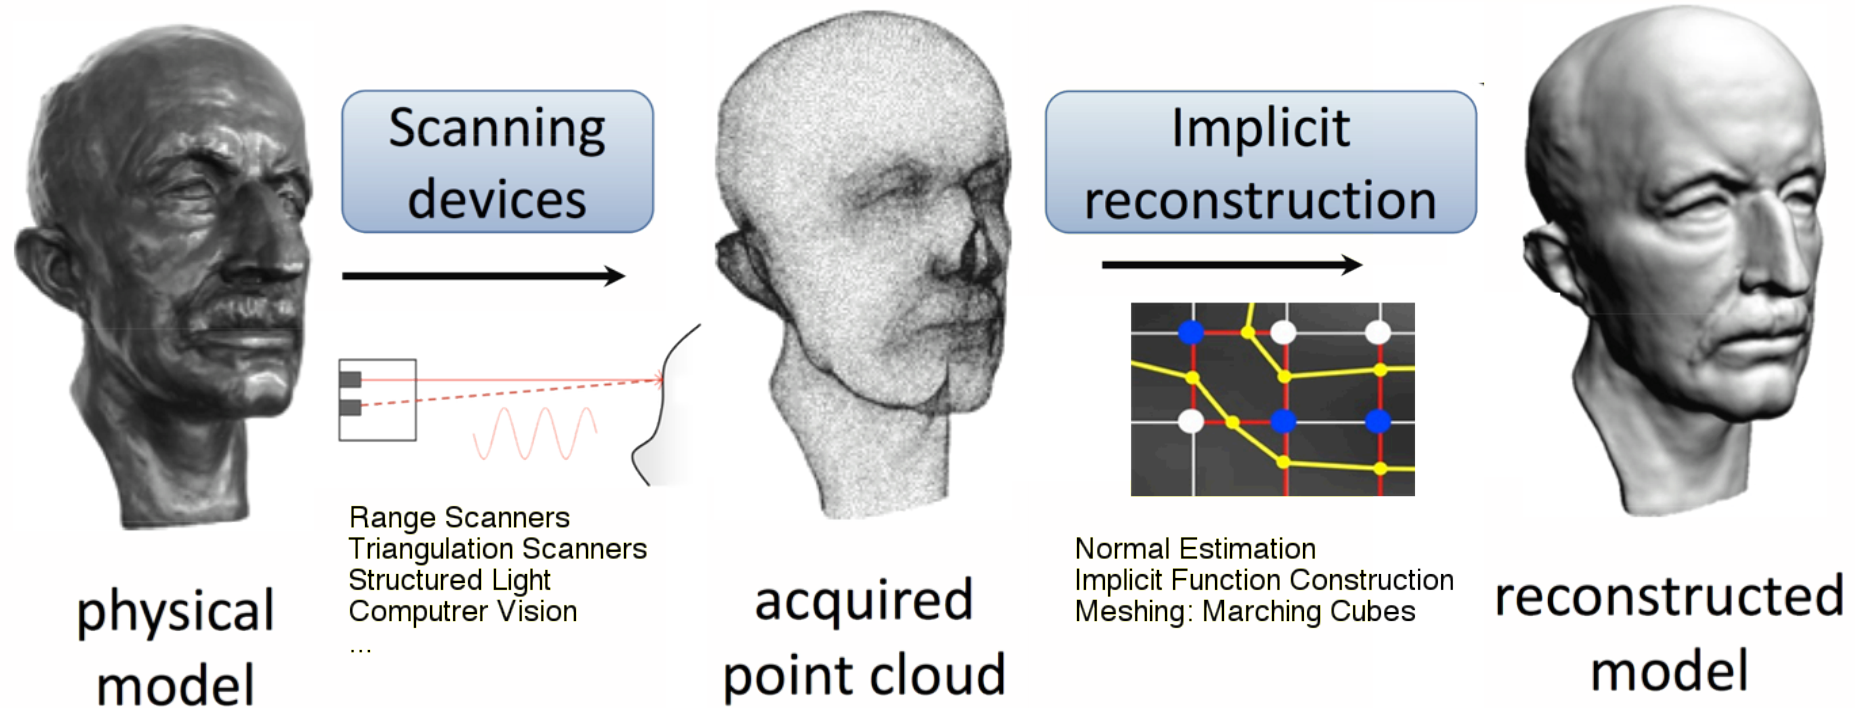 Scanning
devices
Implicit
reconstruction
Range Scanners
Triangulation Scanners
Structured Light
Computrer Vision
...
Normal Estimation
Implicit Function Construction
Meshing: Marching Cubes
physical
model
acquired
point cloud
reconstructed
model